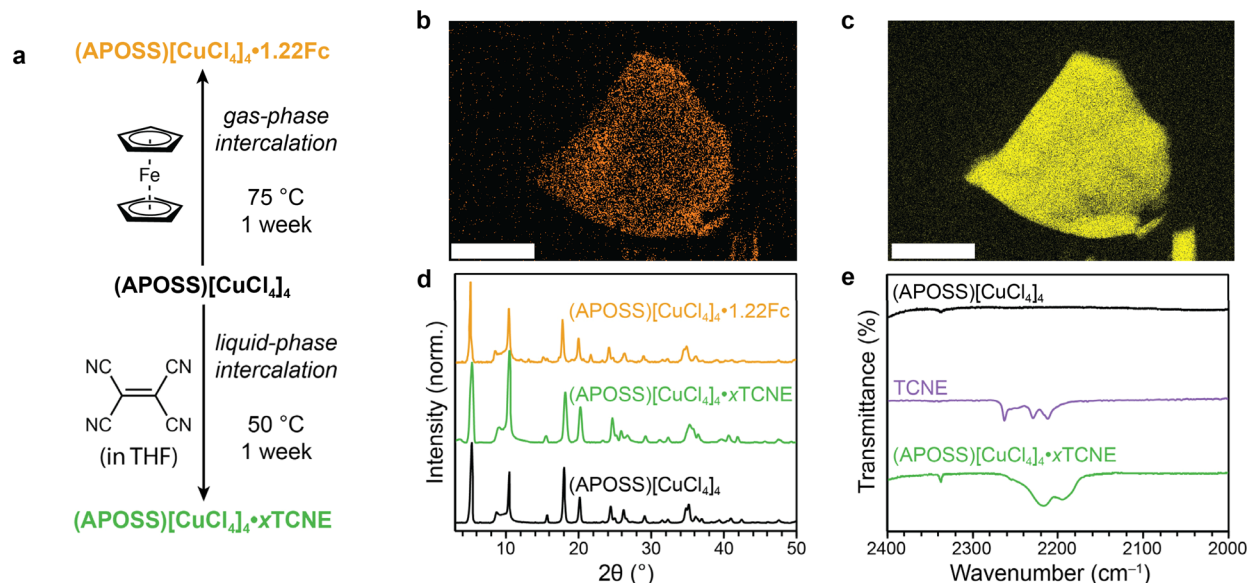 a
(APOSS)[CuCl₄]₄•1.22Fc
Fe
gas-phase
intercalation
75 °C
1 week
(APOSS)[CuCl₄]₄
NC
CN
NC
CN
(in THF)
liquid-phase
intercalation
50 °C
1 week
(APOSS)[CuCl₄]₄•xTCNE
b
c
d
Intensity (norm.)
(APOSS)[CuCl₄]₄•1.22Fc
(APOSS)[CuCl₄]₄•xTCNE
(APOSS)[CuCl₄]₄
10
20
30
40
50
2θ (°)
e
Transmittance (%)
(APOSS)[CuCl₄]₄
TCNE
(APOSS)[CuCl₄]₄•xTCNE
2400
2300
2200
2100
2000
Wavenumber (cm⁻¹)